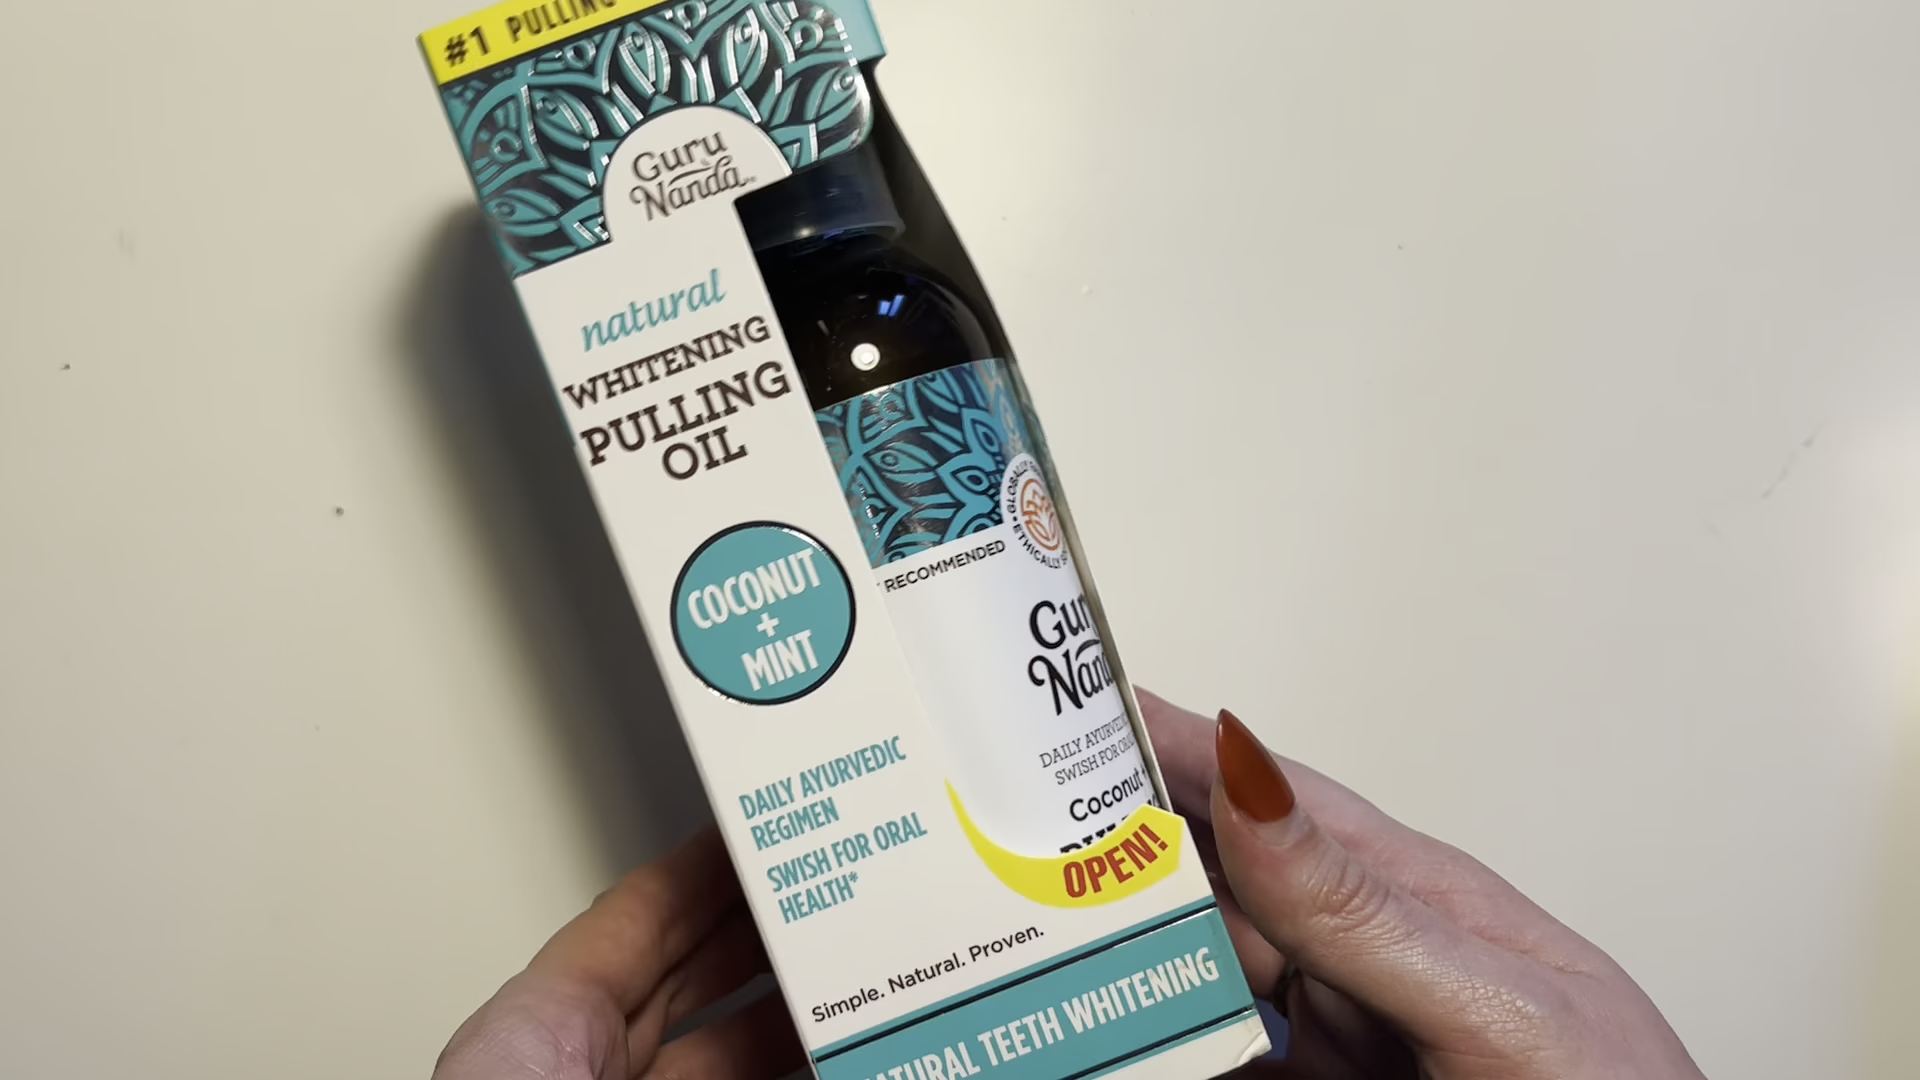 #1 PULLING
Guru
Nanda
natural
WHITENING
PULLING
OIL
COCONUT
+
MINT
DAILY AYURVEDIC
REGIMEN
SWISH FOR ORAL
HEALTH*
Simple. Natural. Proven.
NATURAL TEETH WHITENING
RECOMMENDED
GLOBALLY
ETHICALLY
Guru
Nanda
DAILY AYURVEDIC
SWISH FOR ORAL
Coconut +
OPEN!